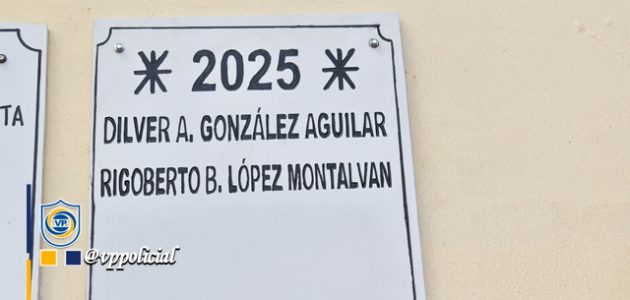 TA
* 2025 *
DILVER A. GONZÁLEZ AGUILAR
RIGOBERTO B. LÓPEZ MONTALVAN
VP
@vppolicial